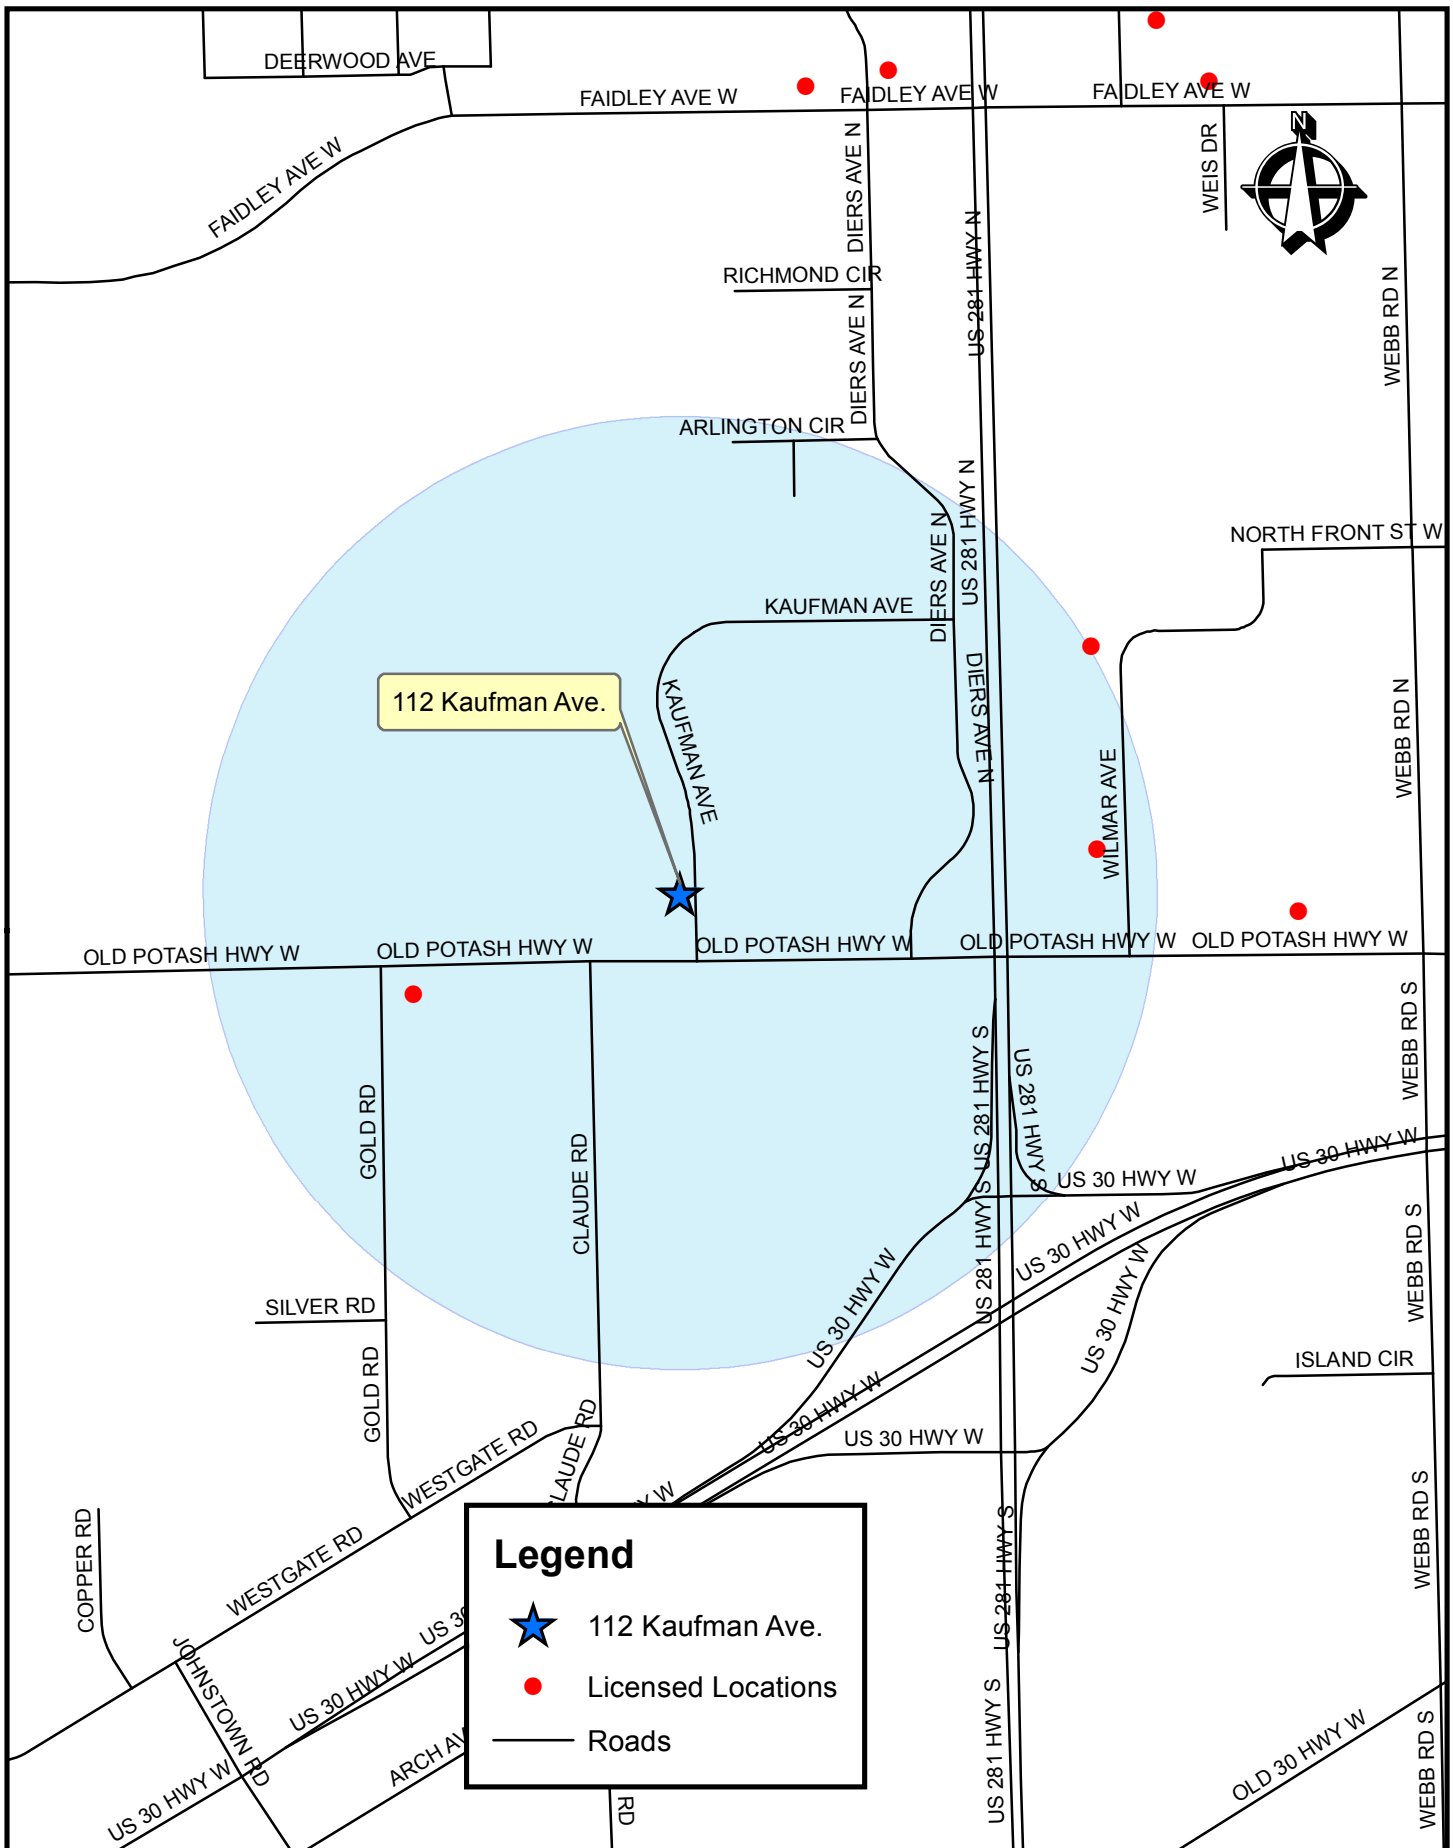 DEERWOOD AVE
FAIDLEY AVE W
FAIDLEY AVE W
FAIDLEY AVE W
FAIDLEY AVE W
N
WEIS DR
DIERS AVE N
US 281 HWY N
RICHMOND CIR
WEBB RD N
DIERS AVE N
ARLINGTON CIR
US 281 HWY N
DIERS AVE N
NORTH FRONT ST W
KAUFMAN AVE
DIERS AVE N
112 Kaufman Ave.
KAUFMAN AVE
WEBB RD N
WILMAR AVE
OLD POTASH HWY W
OLD POTASH HWY W
OLD POTASH HWY W
OLD POTASH HWY W
OLD POTASH HWY W
WEBB RD S
US 281 HWY S
US 281 HWY S
GOLD RD
CLAUDE RD
US 30 HWY W
US 30 HWY W
US 281 HWY S
US 30 HWY W
WEBB RD S
US 30 HWY W
US 30 HWY W
SILVER RD
ISLAND CIR
GOLD RD
US 30 HWY W
US 30 HWY W
WESTGATE RD
CLAUDE RD
Y W
WEBB RD S
COPPER RD
WESTGATE RD
US 281 HWY S
Legend
112 Kaufman Ave.
Licensed Locations
Roads
US 30
JOHNSTOWN RD
US 30 HWY W
ARCH AV
US 281 HWY S
WEBB RD S
OLD 30 HWY W
US 30 HWY W
RD